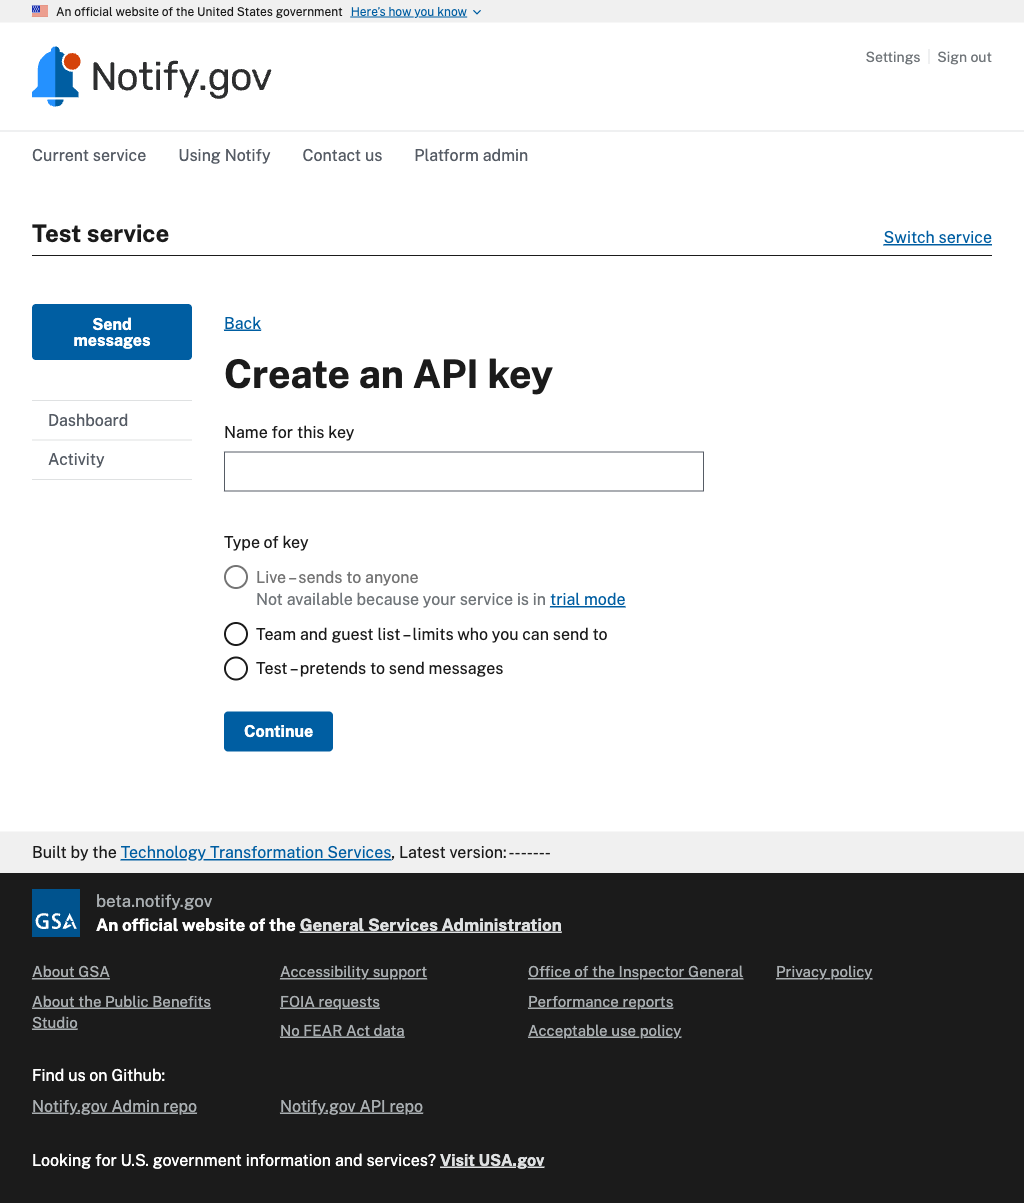 An official website of the United States government Here's how you know
Notify.gov
Settings Sign out
Current service Using Notify Contact us Platform admin
Test service
Switch service
Send
messages
Dashboard
Activity
Back
Create an API key
Name for this key
Type of key
Live – sends to anyone
Not available because your service is in trial mode
Team and guest list – limits who you can send to
Test – pretends to send messages
Continue
Built by the Technology Transformation Services, Latest version: -------
GSA
beta.notify.gov
An official website of the General Services Administration
About GSA
About the Public Benefits
Studio
Accessibility support
FOIA requests
No FEAR Act data
Office of the Inspector General
Performance reports
Acceptable use policy
Privacy policy
Find us on Github:
Notify.gov Admin repo Notify.gov API repo
Looking for U.S. government information and services? Visit USA.gov